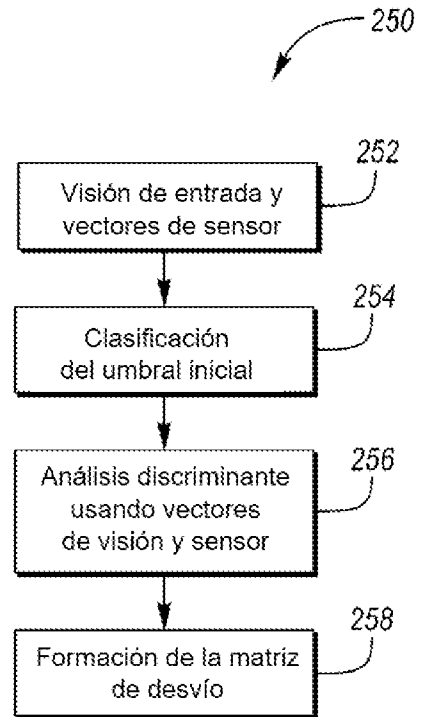 250
252
Visión de entrada y
vectores de sensor
254
Clasificación
del umbral inicial
256
Análisis discriminante
usando vectores
de visión y sensor
258
Formación de la matríz
de desvío